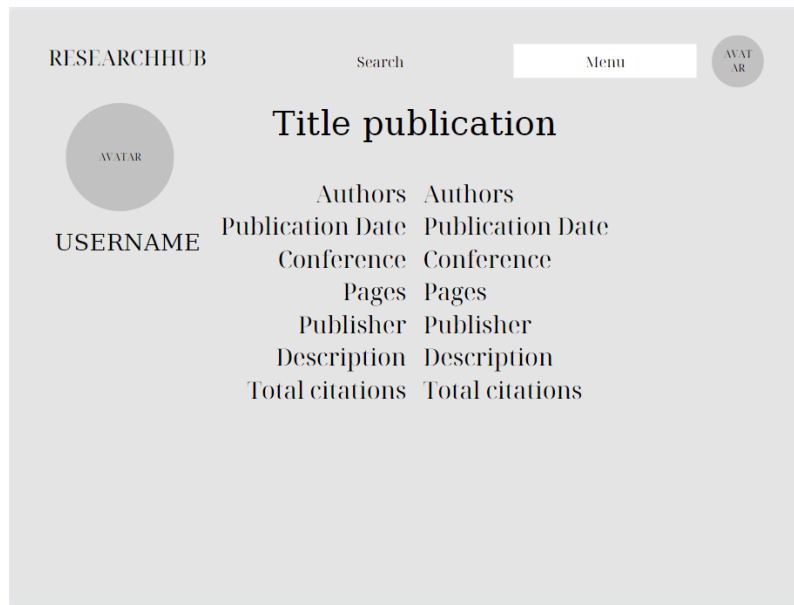 RESEARCHHUB
Search
Menu
AVAT
AR
AVATAR
USERNAME
Title publication
Authors Authors
Publication Date Publication Date
Conference Conference
Pages Pages
Publisher Publisher
Description Description
Total citations Total citations